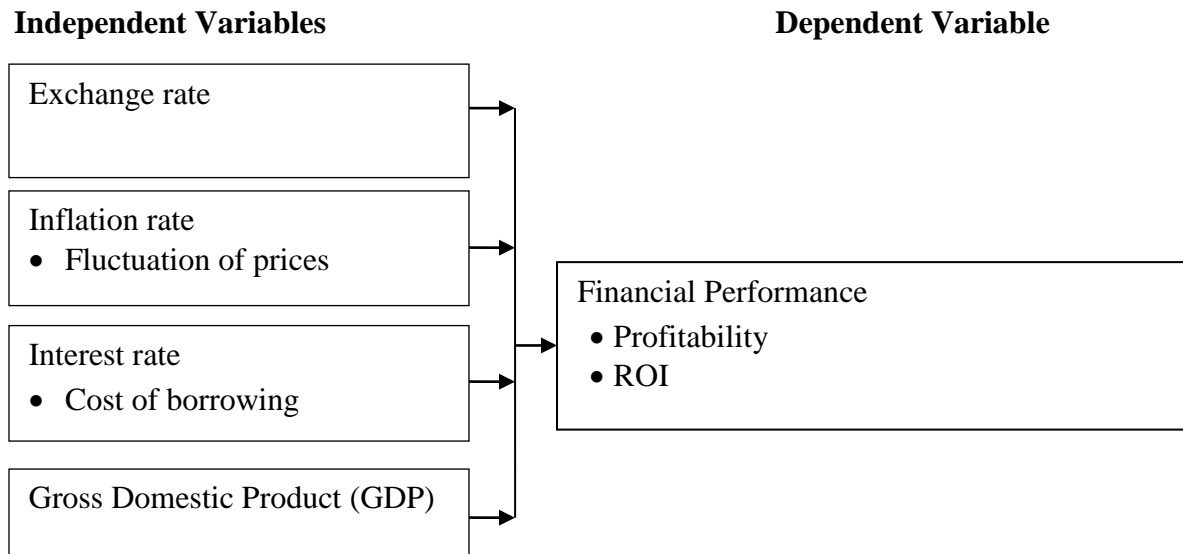 Independent Variables
Dependent Variable
Exchange rate
Inflation rate
• Fluctuation of prices
Interest rate
• Cost of borrowing
Gross Domestic Product (GDP)
Financial Performance
• Profitability
• ROI